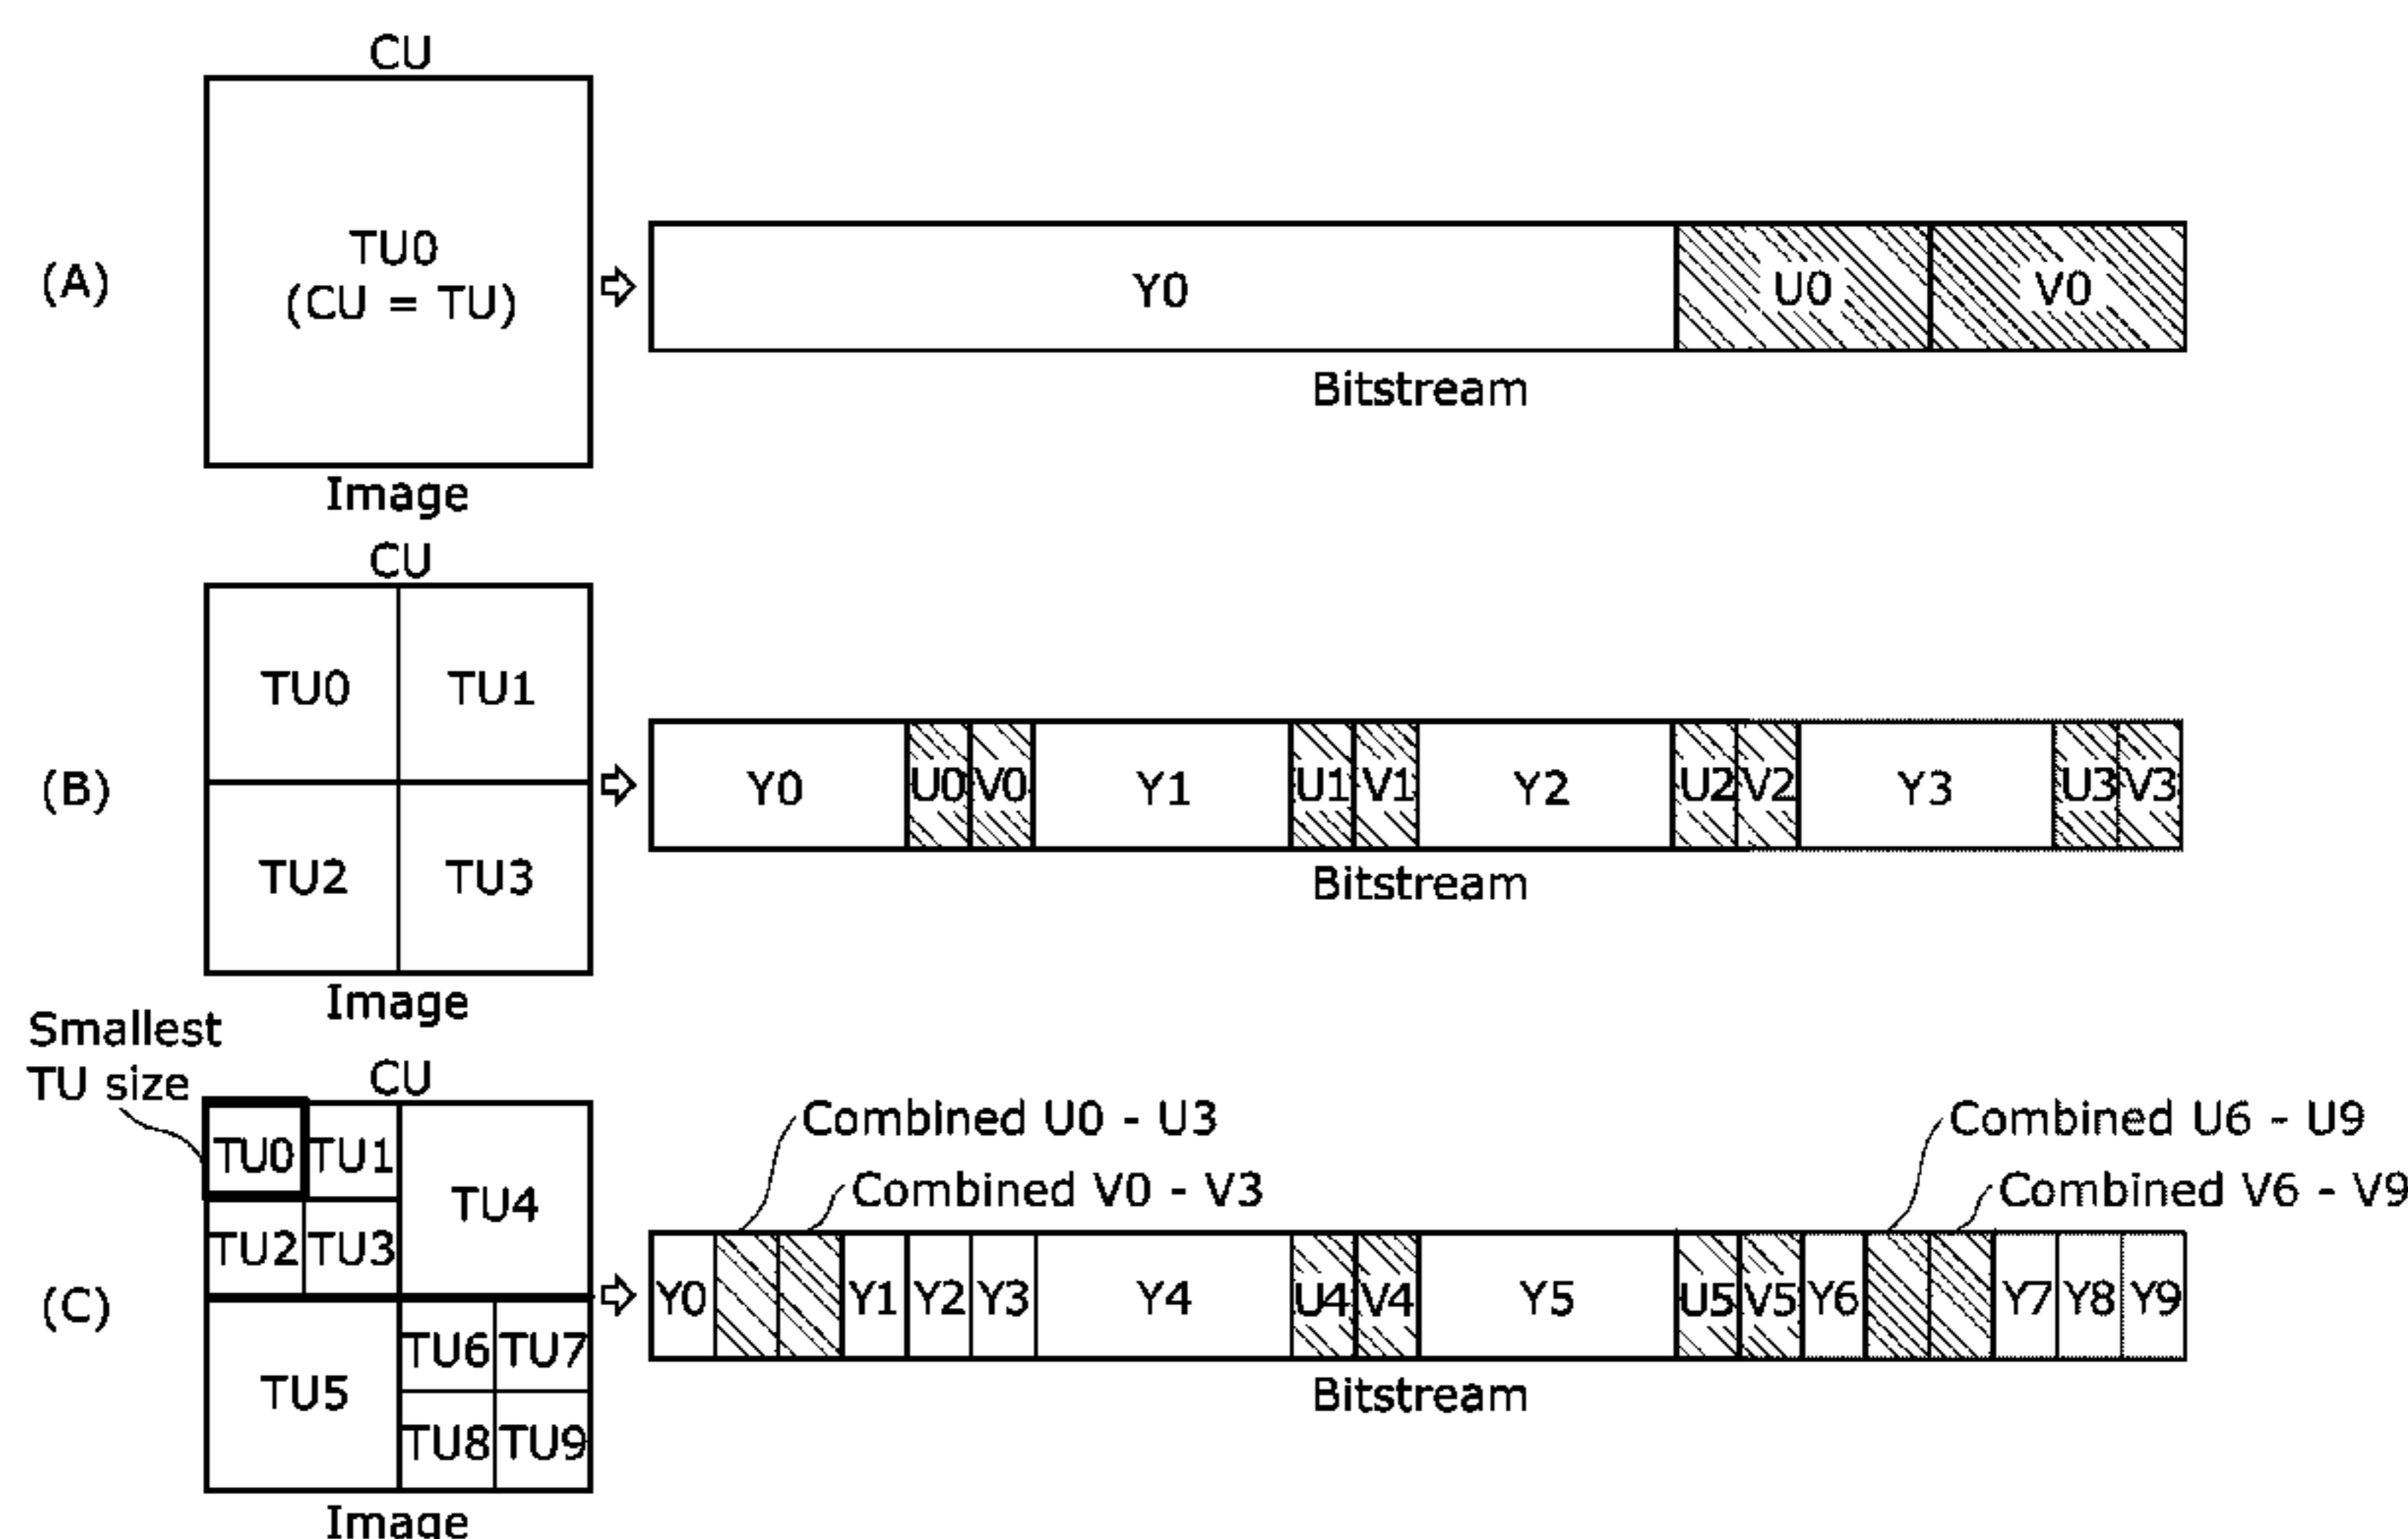 CU
TU0
(CU = TU)
(A)
Y0 U0 V0
Bitstream
Image
CU
TU0 TU1
TU2 TU3
(B)
Y0 U0 V0 Y1 U1 V1 Y2 U2 V2 Y3 U3 V3
Bitstream
Image
Smallest
TU size
CU
TU0 TU1
TU4
TU2 TU3
TU5
TU6 TU7
TU8 TU9
(C)
Combined U0 - U3
Combined V0 - V3
Combined U6 - U9
Combined V6 - V9
Y0 Y1 Y2 Y3 Y4 U4 V4 Y5 U5 V5 Y6 Y7 Y8 Y9
Bitstream
Image